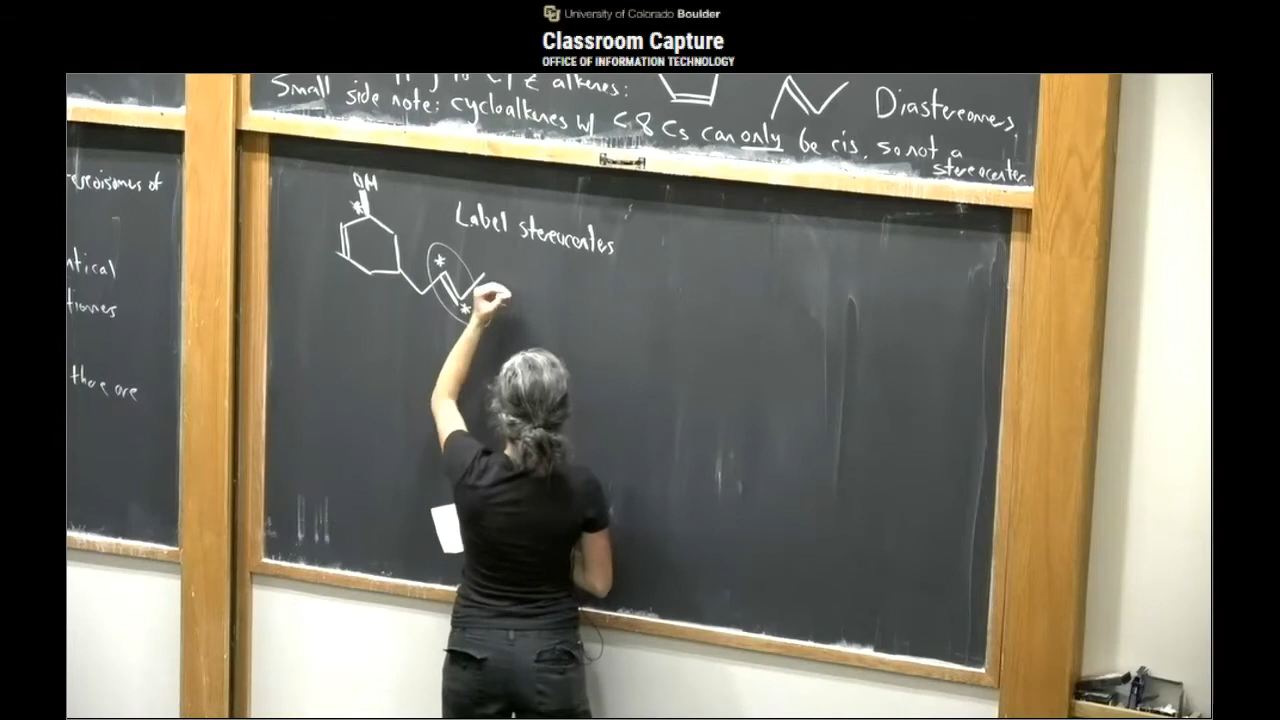 University of Colorado Boulder
Classroom Capture
OFFICE OF INFORMATION TECHNOLOGY
alkenes:
Small side note: cycloalkenes w/ < 8 Cs can only be cis, so not a stereocenter.
Diastereomers
of
tical
there are
OH
*
Label stereocenters
*
*